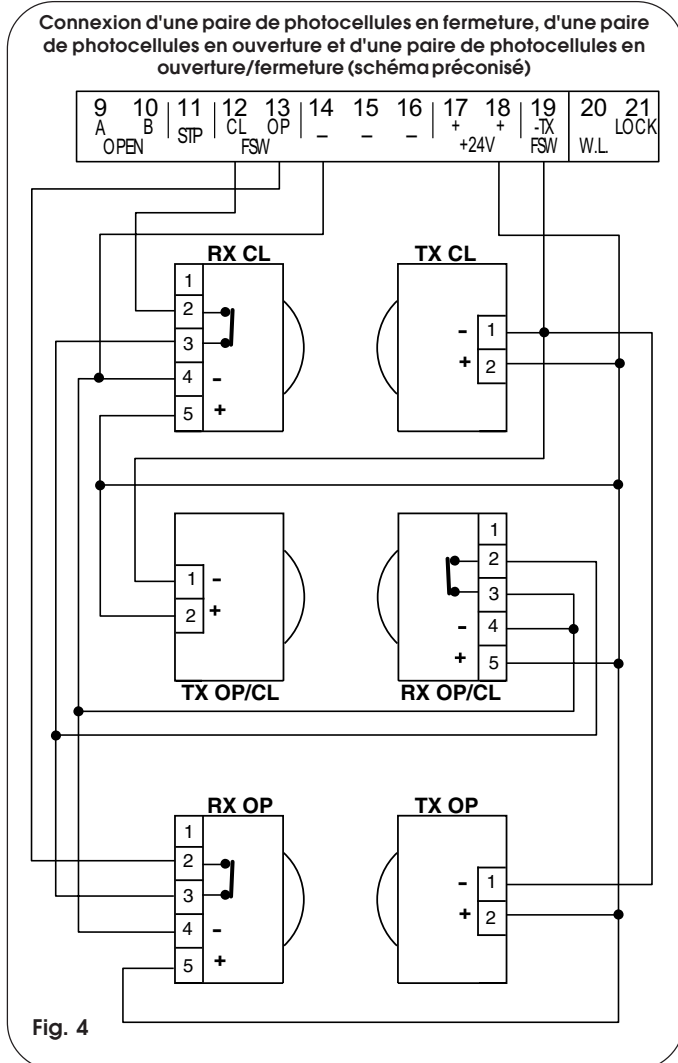 Connexion d'une paire de photocellules en fermeture, d'une paire
de photocellules en ouverture et d'une paire de photocellules en
ouverture/fermeture (schéma préconisé)
9 10 11 12 13 14 15 16 17 18 19 20 21
A B STP CL OP – – – + + -TX LOCK
OPEN FSW +24V FSW W.L.
RX CL TX CL
1
2
3
4 -
5 +
- 1
+ 2
1 -
2 +
1
2
3
- 4
+ 5
TX OP/CL RX OP/CL
RX OP TX OP
1
2
3
4 -
5 +
- 1
+ 2
Fig. 4